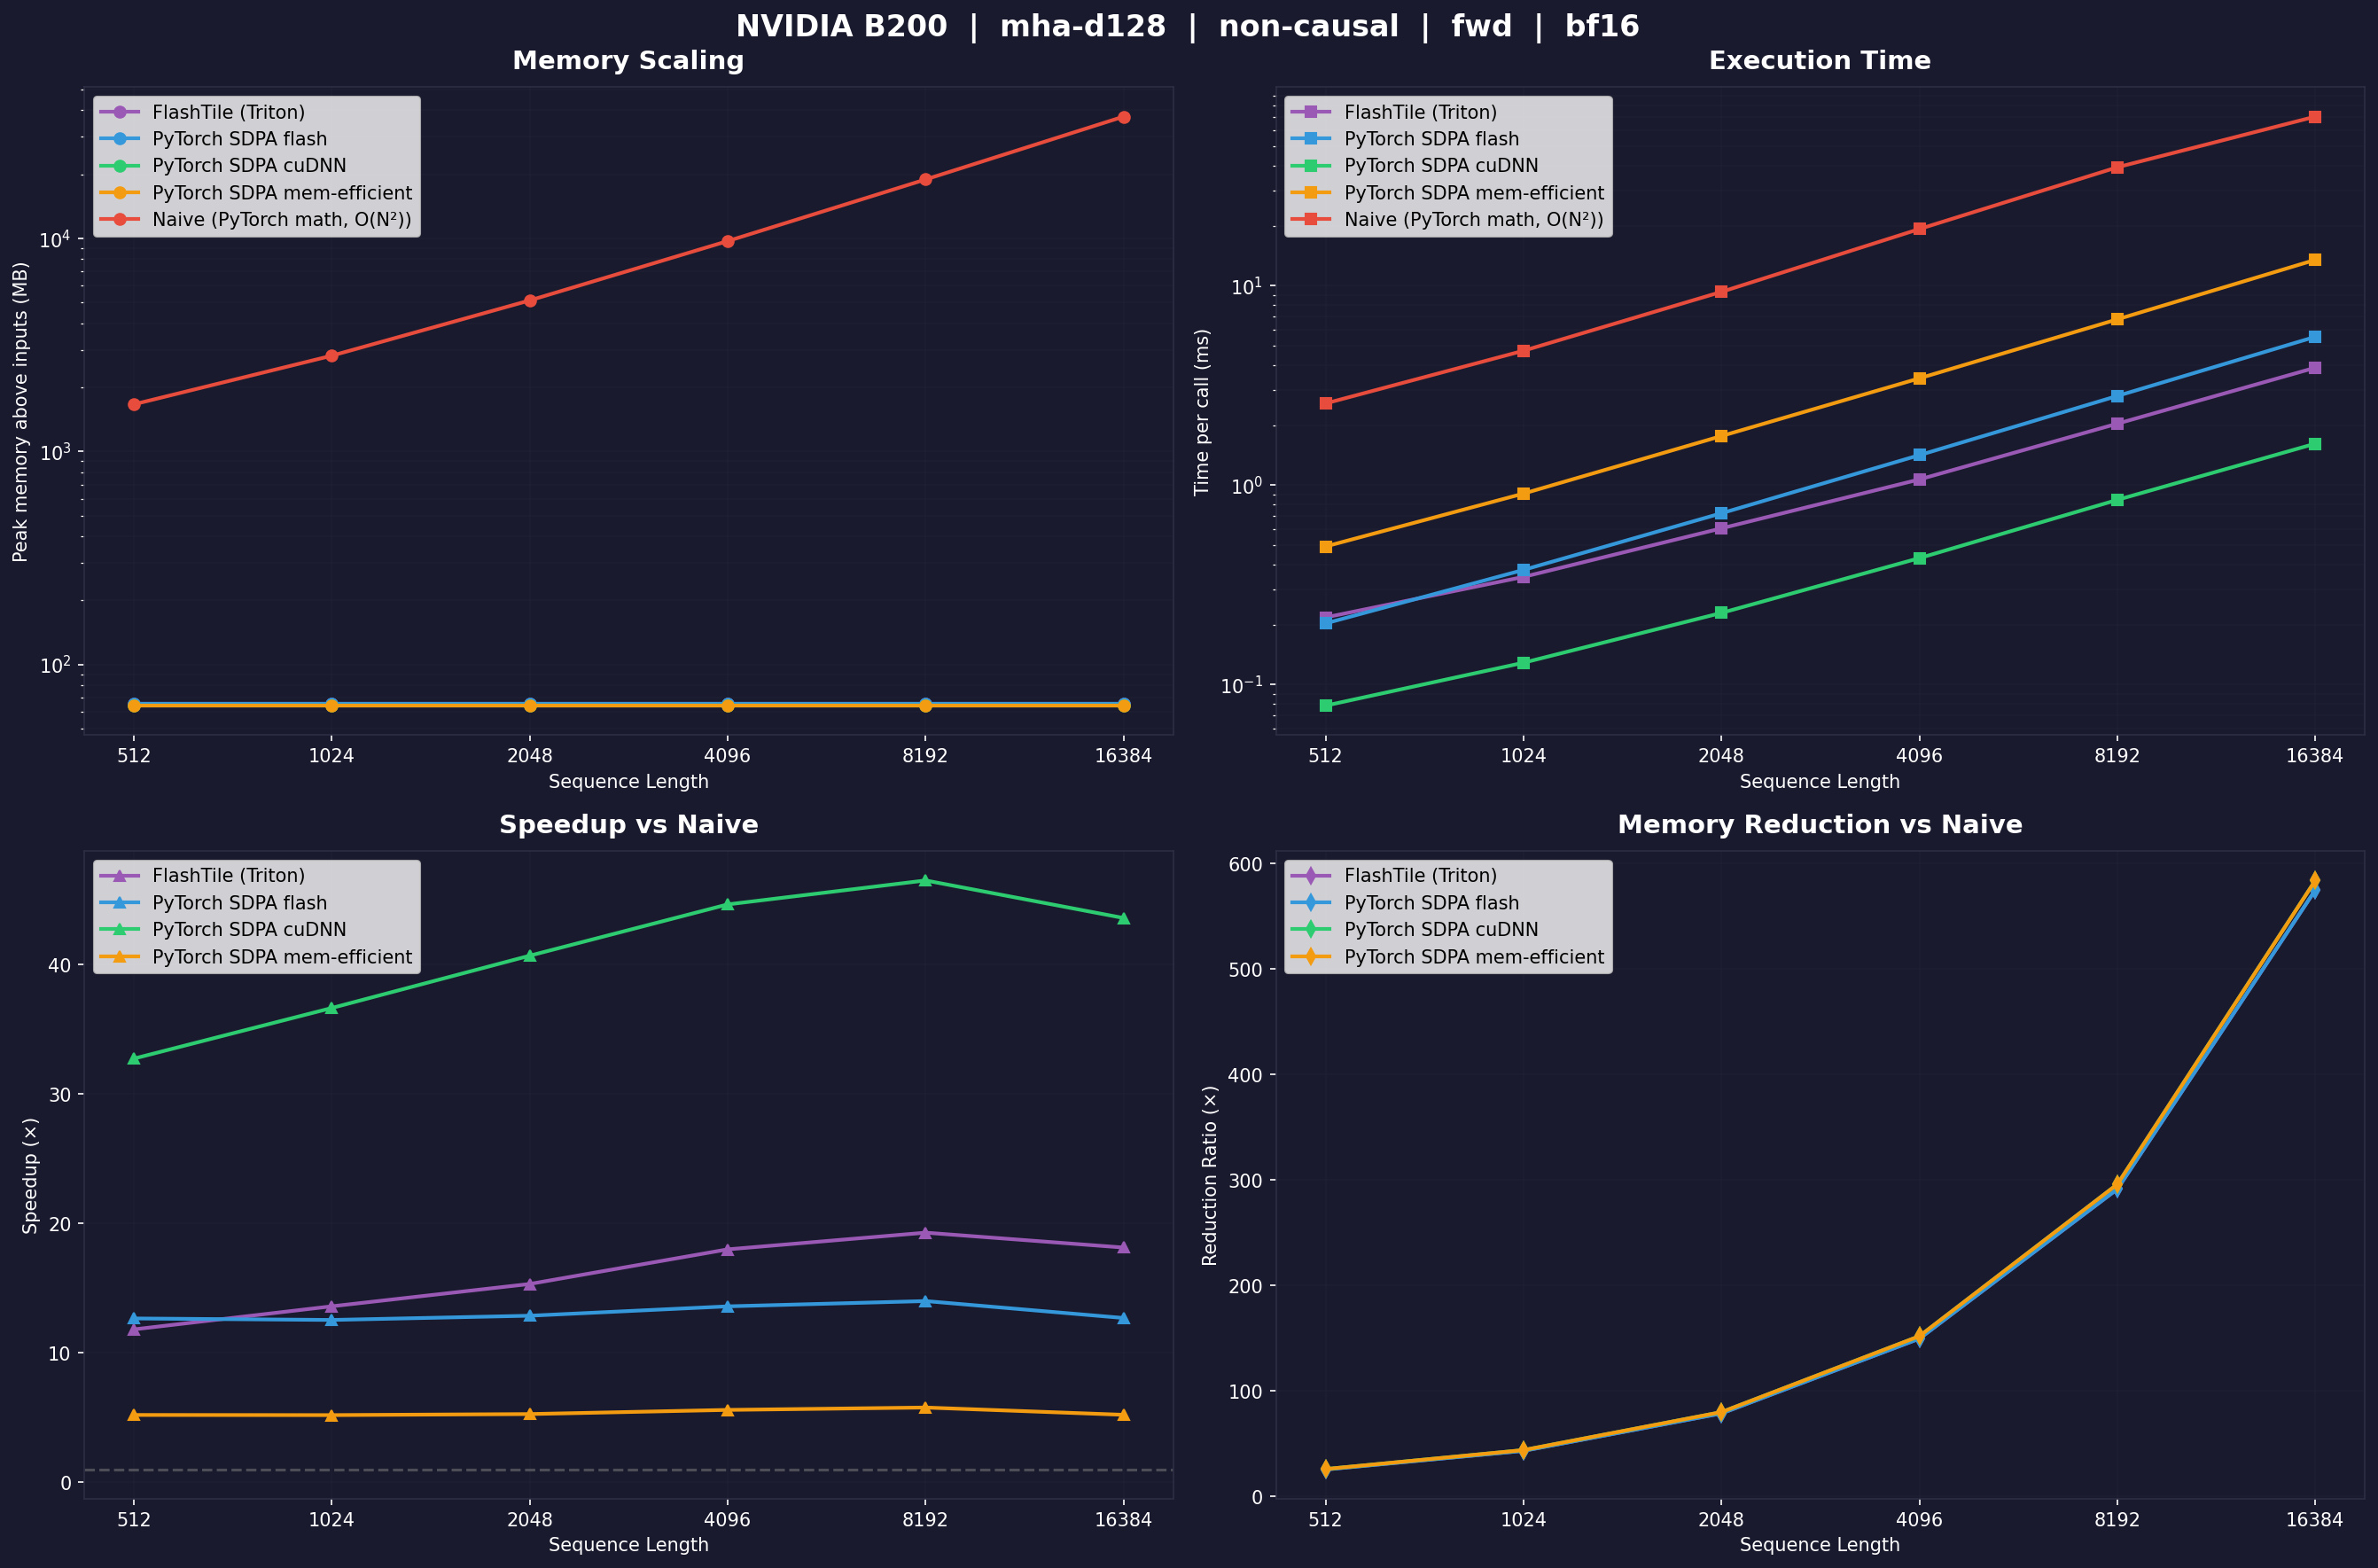 NVIDIA B200 | mha-d128 | non-causal | fwd | bf16
Memory Scaling
FlashTile (Triton)
PyTorch SDPA flash
PyTorch SDPA cuDNN
PyTorch SDPA mem-efficient
Naive (PyTorch math, O(N²))
Peak memory above inputs (MB)
10⁴
10³
10²
512 1024 2048 4096 8192 16384
Sequence Length
Execution Time
FlashTile (Triton)
PyTorch SDPA flash
PyTorch SDPA cuDNN
PyTorch SDPA mem-efficient
Naive (PyTorch math, O(N²))
Time per call (ms)
10¹
10⁰
10⁻¹
512 1024 2048 4096 8192 16384
Sequence Length
Speedup vs Naive
FlashTile (Triton)
PyTorch SDPA flash
PyTorch SDPA cuDNN
PyTorch SDPA mem-efficient
Speedup (×)
40
30
20
10
0
512 1024 2048 4096 8192 16384
Sequence Length
Memory Reduction vs Naive
FlashTile (Triton)
PyTorch SDPA flash
PyTorch SDPA cuDNN
PyTorch SDPA mem-efficient
Reduction Ratio (×)
600
500
400
300
200
100
0
512 1024 2048 4096 8192 16384
Sequence Length